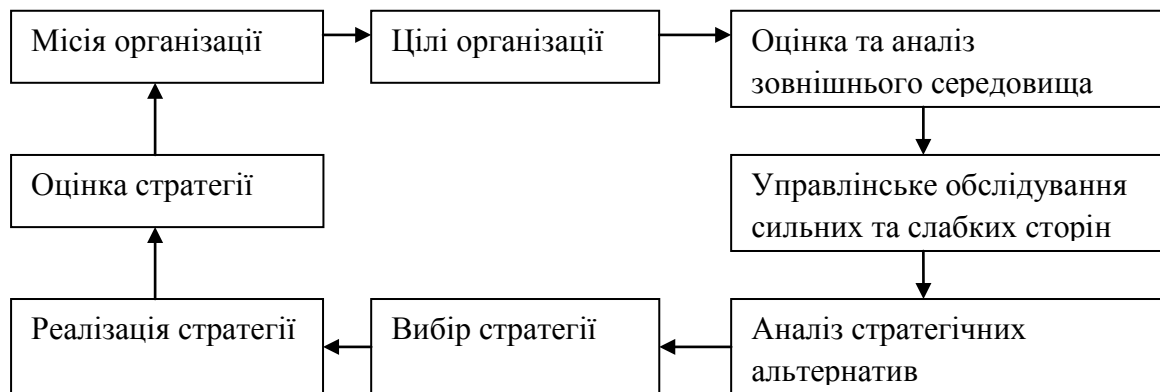 Місія організації
Цілі організації
Оцінка та аналіз
зовнішнього середовища
Оцінка стратегії
Управлінське обслідування
сильних та слабких сторін
Реалізація стратегії
Вибір стратегії
Аналіз стратегічних
альтернатив